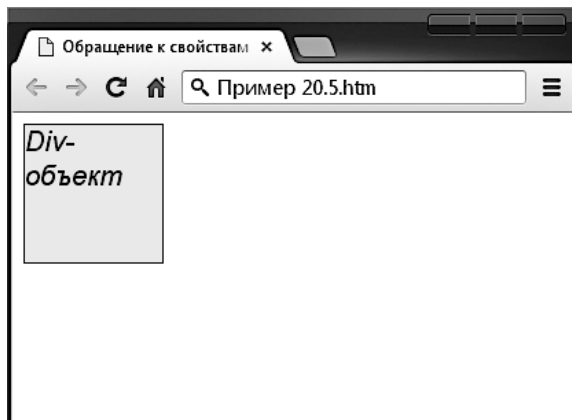 Обращение к свойствам
Пример 20.5.htm
Div-
объект